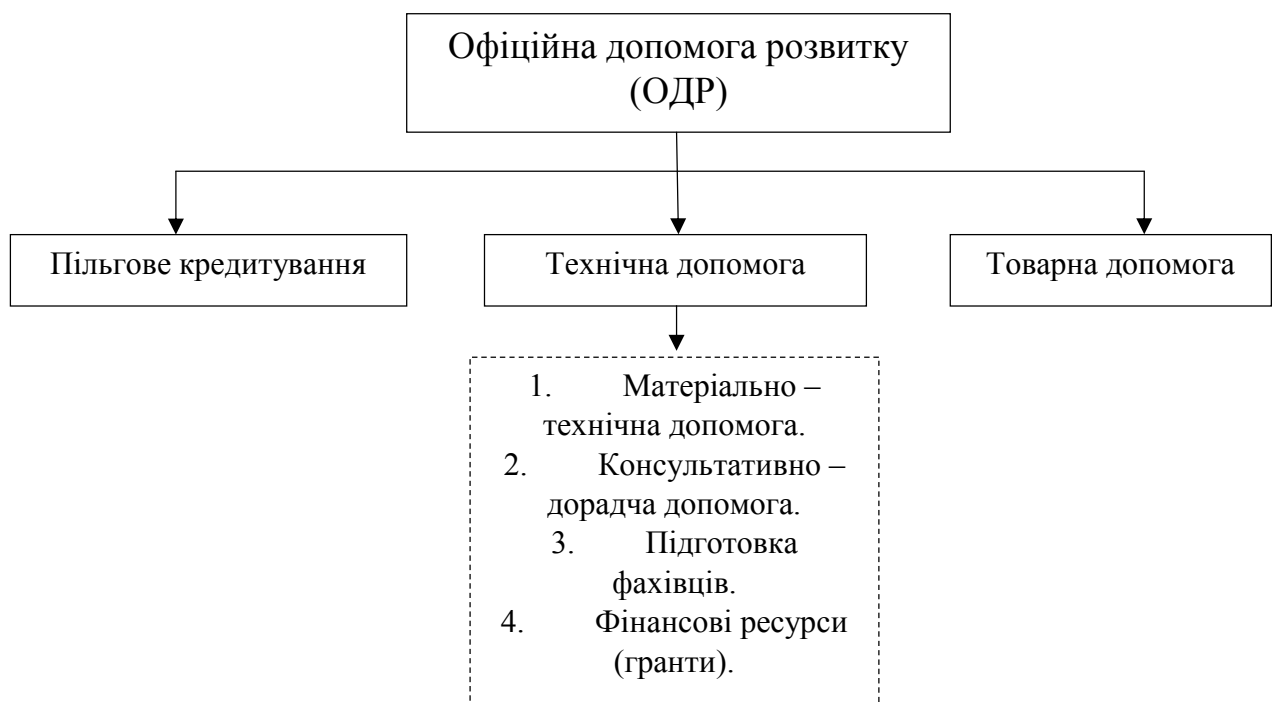 Офіційна допомога розвитку
(ОДР)
Пільгове кредитування
Технічна допомога
Товарна допомога
1. Матеріально –
технічна допомога.
2. Консультативно –
дорадча допомога.
3. Підготовка
фахівців.
4. Фінансові ресурси
(гранти).